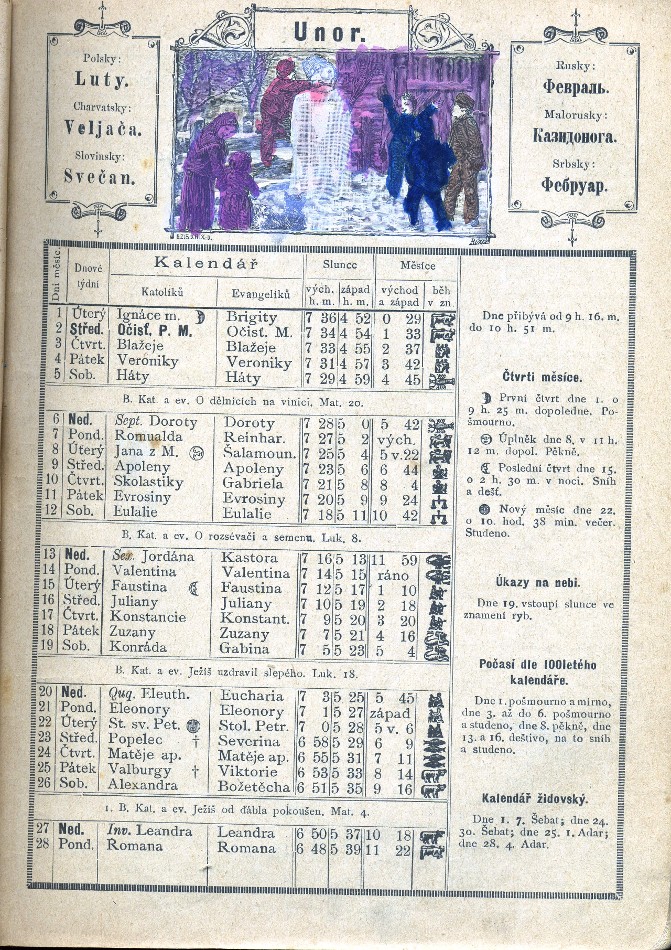 Unor.
Polsky:
Luty.
Charvatsky:
Veljača.
Slovinsky:
Svečan.
Rusky:
Февраль.
Malorusky:
Казидонога.
Srbsky:
Фебруар.
Dni měsíc.
Dnové týdní
Kalendář
Slunce
Měsíce
Katolíků
Evangelíků
vých. h. m.
západ h. m.
východ a západ
běh v zn.
1 Úterý Ignáce m. Brigity 7 36 4 52 0 29
2 Střed. Očisť. P. M. Očisť. M. 7 34 4 54 1 33
3 Čtvrt. Blažeje Blažeje 7 33 4 55 2 37
4 Pátek Veroniky Veroniky 7 31 4 57 3 42
5 Sob. Háty Háty 7 29 4 59 4 45
B. Kat. a ev. O dělnících na vinici. Mat. 20.
6 Ned. Sept. Doroty Doroty 7 28 5 0 5 42
7 Pond. Romualda Reinhar. 7 27 5 2 vých.
8 Úterý Jana z M. Šalamoun. 7 25 5 4 5 v. 22
9 Střed. Apoleny Apoleny 7 23 5 6 6 44
10 Čtvrt. Skolastiky Gabriela 7 21 5 8 8 4
11 Pátek Evrosiny Evrosiny 7 20 5 9 9 24
12 Sob. Eulalie Eulalie 7 18 5 11 10 42
B. Kat. a ev. O rozsévači a semenu. Luk. 8.
13 Ned. Sex. Jordána Kastora 7 16 5 13 11 59
14 Pond. Valentina Valentina 7 14 5 15 ráno
15 Úterý Faustina Faustina 7 12 5 17 1 10
16 Střed. Juliany Juliany 7 10 5 19 2 18
17 Čtvrt. Konstancie Konstant. 7 9 5 20 3 20
18 Pátek Zuzany Zuzany 7 7 5 21 4 16
19 Sob. Konráda Gabina 7 5 5 23 5 4
B. Kat. a ev. Ježíš uzdravil slepého. Luk. 18.
20 Ned. Quq. Eleuth. Eucharia 7 3 5 25 5 45
21 Pond. Eleonory Eleonory 7 1 5 27 západ
22 Úterý St. sv. Pet. Stol. Petr. 7 0 5 28 5 v. 6
23 Střed. Popelec † Severina 6 58 5 29 6 9
24 Čtvrt. Matěje ap. Matěje ap. 6 55 5 31 7 11
25 Pátek Valburgy † Viktorie 6 53 5 33 8 14
26 Sob. Alexandra Božetěcha 6 51 5 35 9 16
1. B. Kat. a ev. Ježíš od ďábla pokoušen. Mat. 4.
27 Ned. Inv. Leandra Leandra 6 50 5 37 10 18
28 Pond. Romana Romana 6 48 5 39 11 22
Dne přibývá od 9 h. 16. m.
do 10 h. 51 m.
Čtvrti měsíce.
První čtvrt dne 1. o
9 h. 25 m. dopoledne. Po-
šmourno.
Úplněk dne 8. v 11 h.
12 m. dopol. Pěkně.
Poslední čtvrt dne 15.
o 2 h. 30 m. v noci. Sníh
a dešť.
Nový měsíc dne 22.
o 10. hod. 38 min. večer.
Studeno.
Úkazy na nebi.
Dne 19. vstoupí slunce ve
znamení ryb.
Počasí dle 100letého
kalendáře.
Dne 1. pošmourno a mírno,
dne 3. až do 6. pošmourno
a studeno, dne 8. pěkně, dne
13. a 16. deštivo, na to sníh
a studeno.
Kalendář židovský.
Dne 1. 7. Šebat; dne 24.
30. Šebat; dne 25. 1. Adar;
dne 28. 4. Adar.